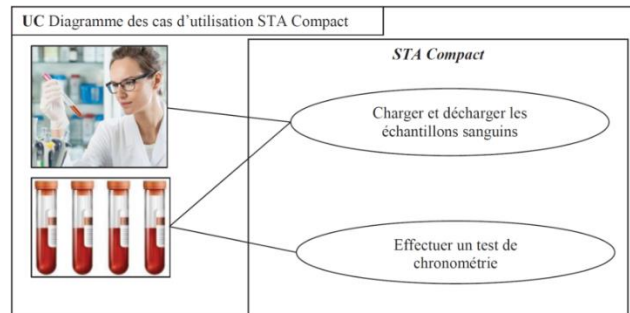 UC Diagramme des cas d’utilisation STA Compact
STA Compact
Charger et décharger les
échantillons sanguins
Effectuer un test de
chronométrie